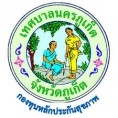 เทศบาลนครภูเก็ต
จังหวัดภูเก็ต
กองทุนหลักประกันสุขภาพ